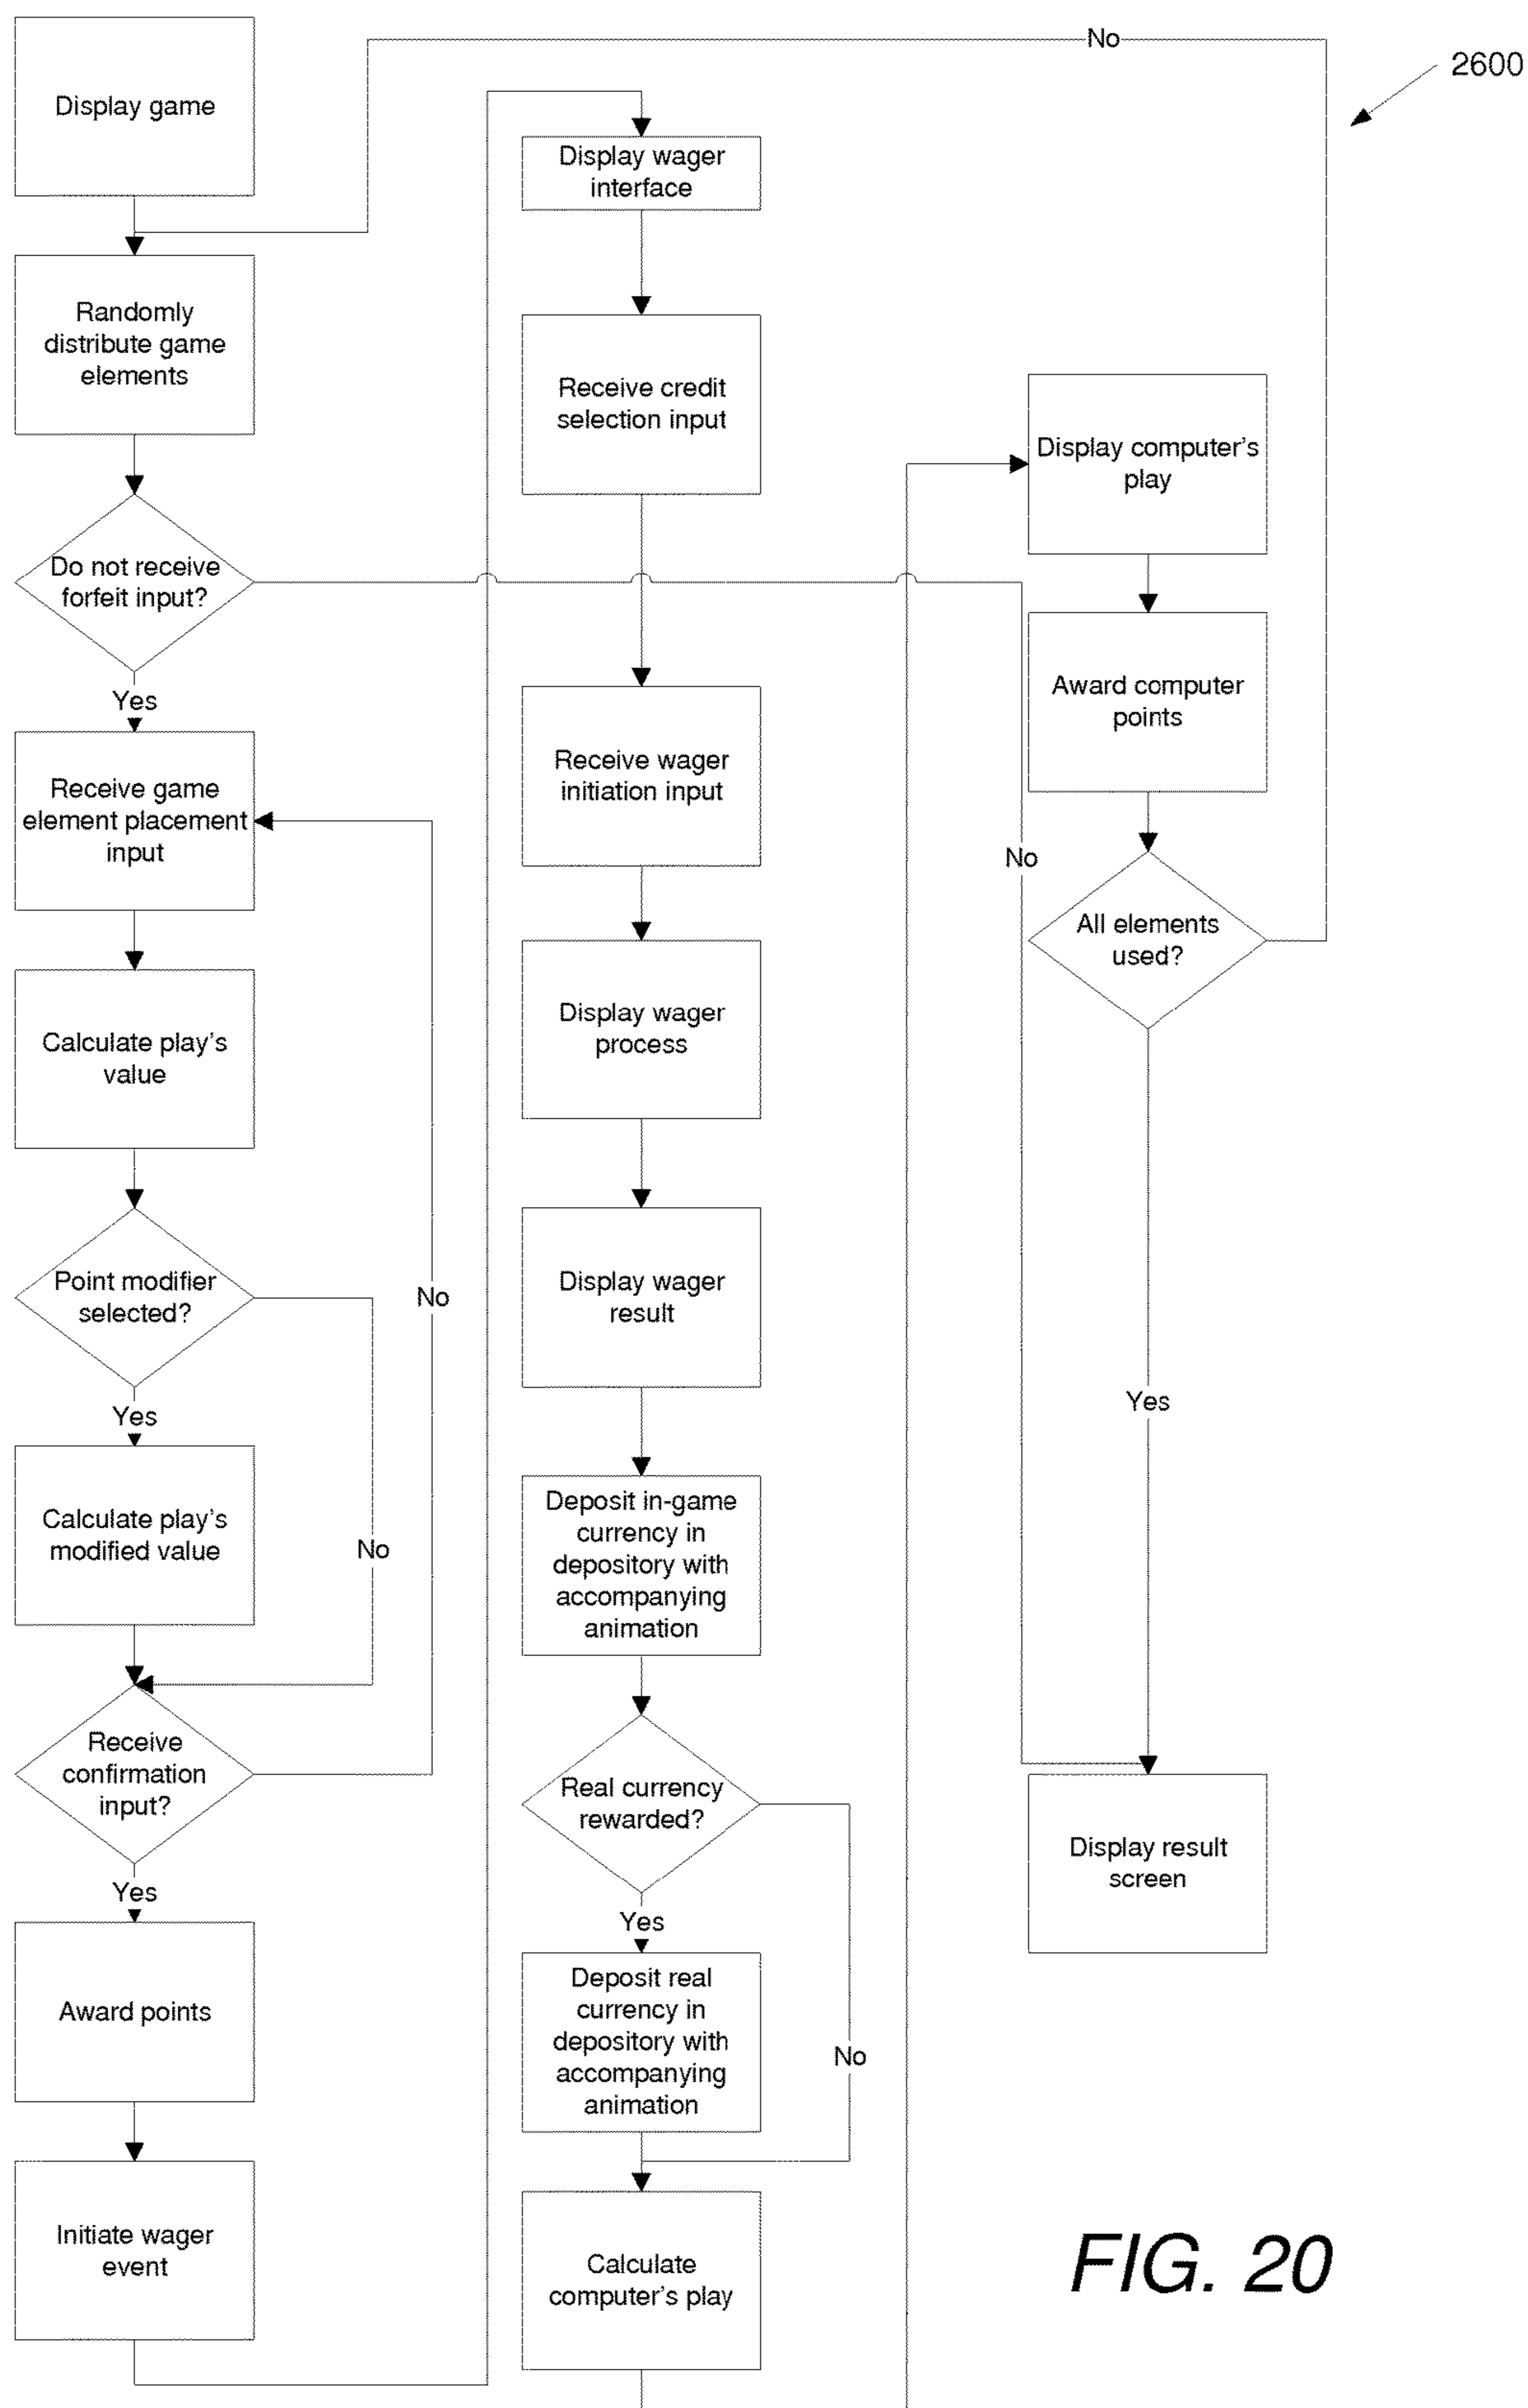 Display game
Randomly
distribute game
elements
Do not receive
forfeit input?
Yes
Receive game
element placement
input
Calculate play's
value
Point modifier
selected?
Yes
No
Calculate play's
modified value
No
Receive
confirmation
input?
Yes
Award points
Initiate wager
event
Display wager
interface
Receive credit
selection input
Receive wager
initiation input
Display wager
process
Display wager
result
Deposit in-game
currency in
depository with
accompanying
animation
Real currency
rewarded?
Yes
Deposit real
currency in
depository with
accompanying
animation
No
Calculate
computer's play
No
2600
Display computer's
play
Award computer
points
No
All elements
used?
Yes
Display result
screen
FIG. 20